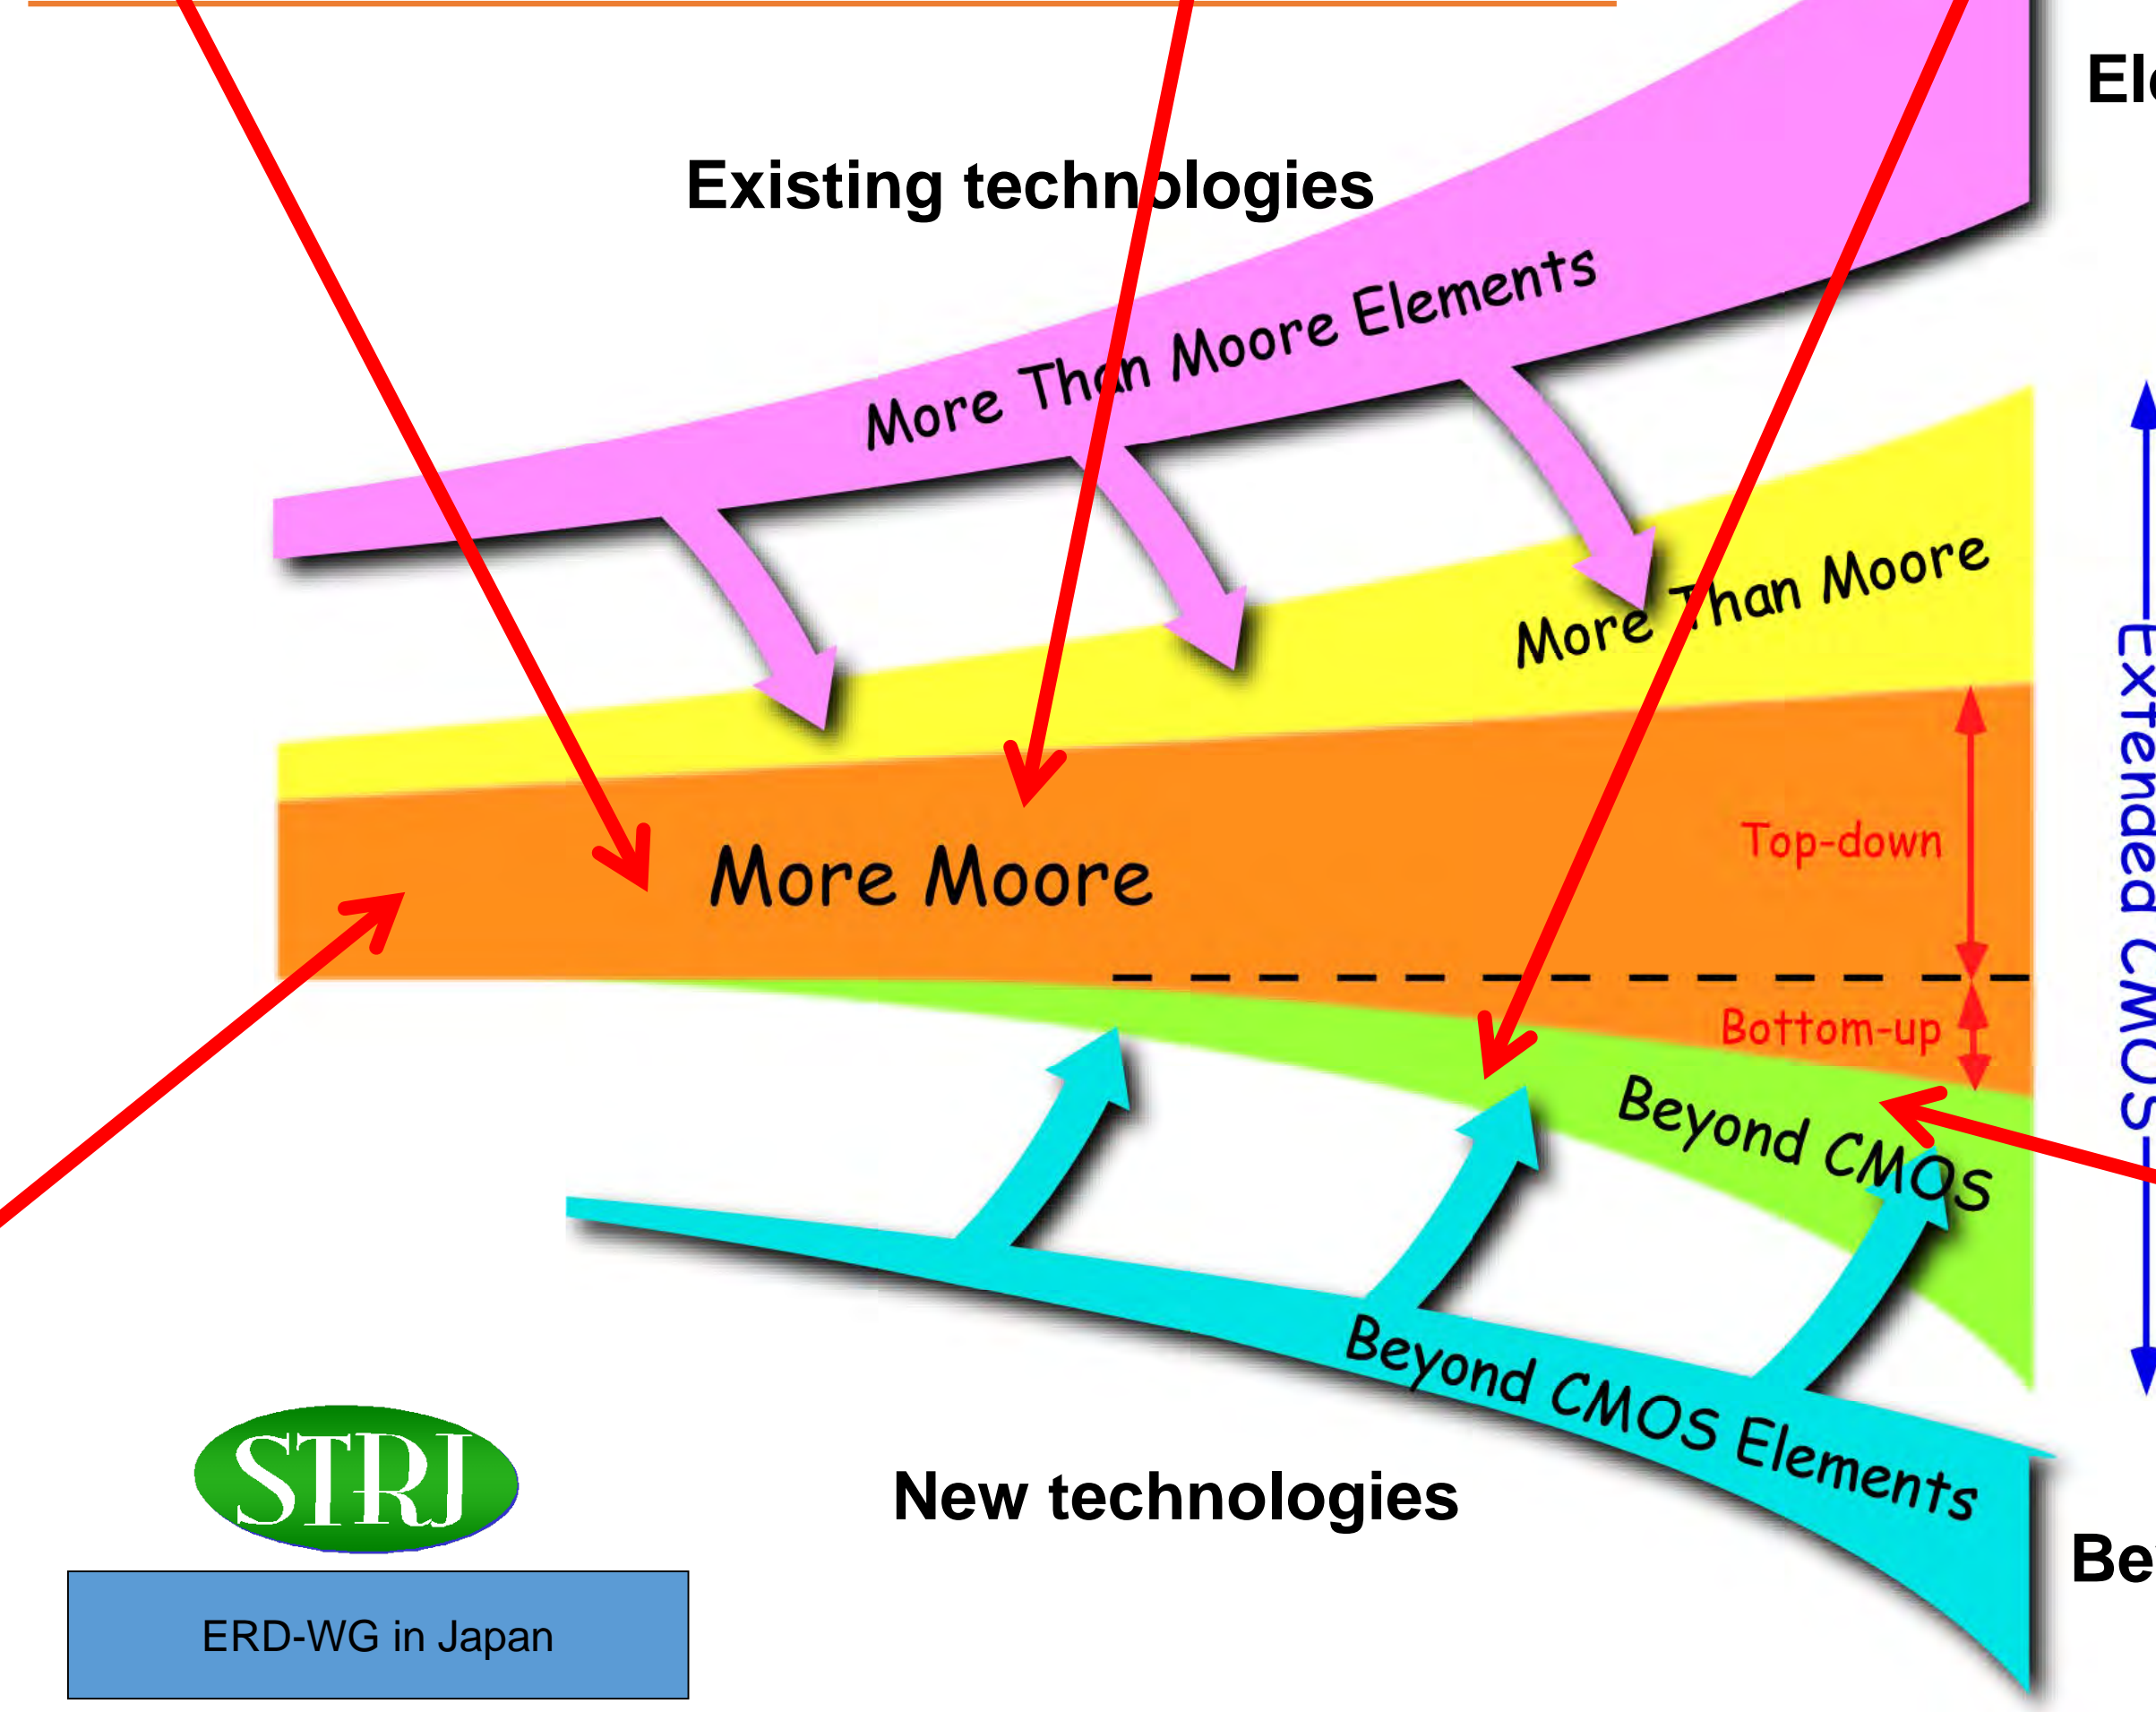 Existing technologies
More Than Moore Elements
More Than Moore
More Moore
Top-down
Bottom-up
Extended CMOS
Beyond CMOS
Beyond CMOS Elements
New technologies
STRJ
ERD-WG in Japan